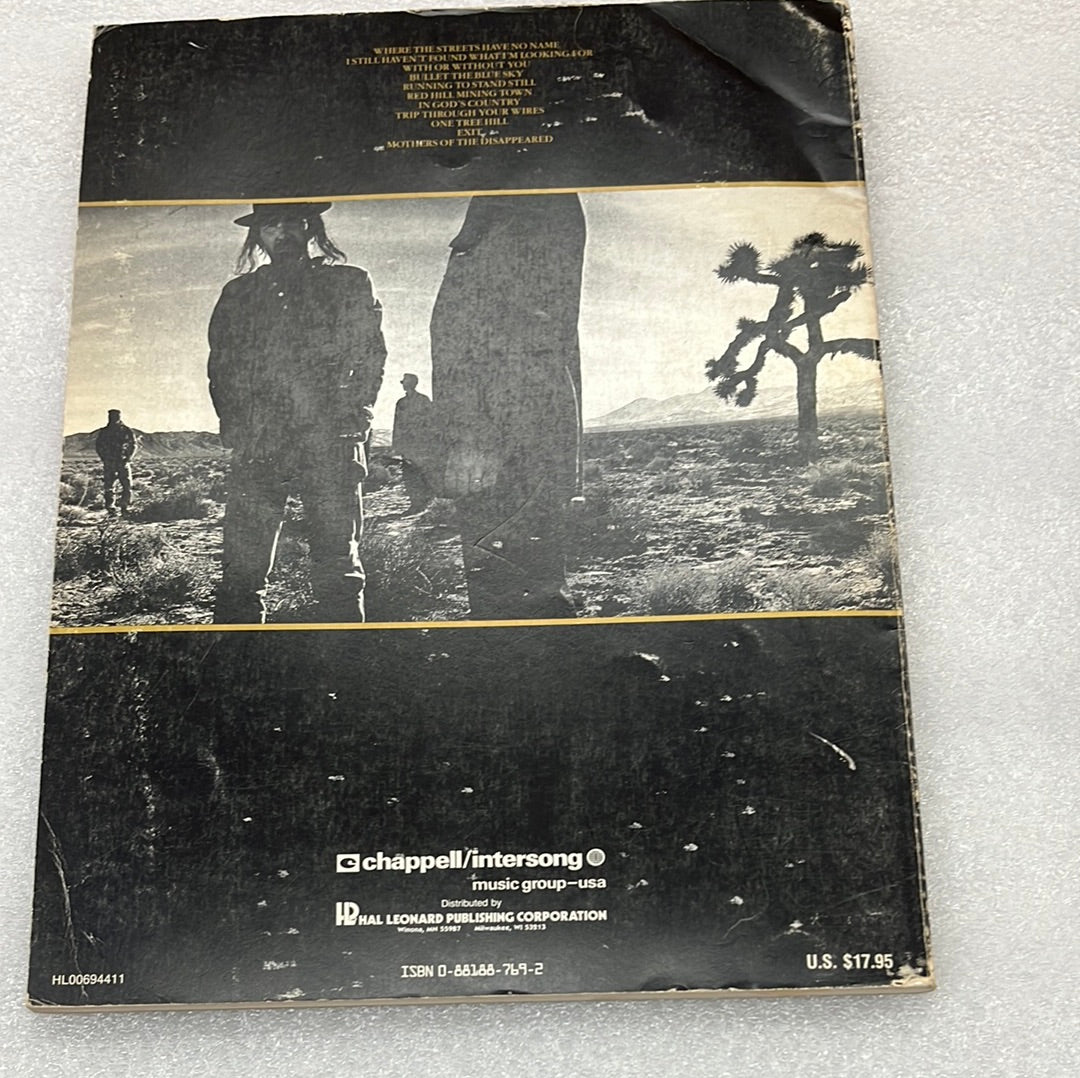 WHERE THE STREETS HAVE NO NAME
I STILL HAVEN'T FOUND WHAT I'M LOOKING FOR
WITH OR WITHOUT YOU
BULLET THE BLUE SKY
RUNNING TO STAND STILL
RED HILL MINING TOWN
IN GOD'S COUNTRY
TRIP THROUGH YOUR WIRES
ONE TREE HILL
EXIT
MOTHERS OF THE DISAPPEARED
chappell/intersong
music group-usa
Distributed by
HAL LEONARD PUBLISHING CORPORATION
Winona, MN 55987 Milwaukee, WI 53213
HL00694411
ISBN 0-88188-769-2
U.S. $17.95